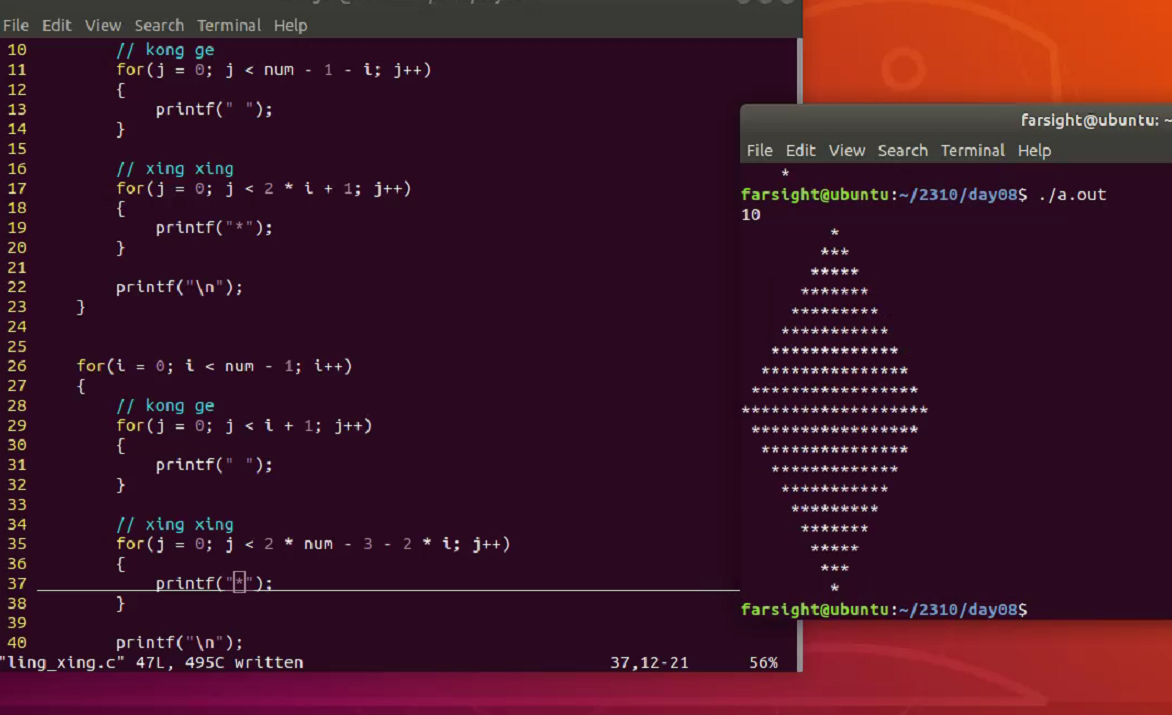 File Edit View Search Terminal Help
10 // kong ge
11 for(j = 0; j < num - 1 - i; j++)
12 {
13 printf(" ");
14 }
15
16 // xing xing
17 for(j = 0; j < 2 * i + 1; j++)
18 {
19 printf("*");
20 }
21
22 printf("\n");
23 }
24
25
26 for(i = 0; i < num - 1; i++)
27 {
28 // kong ge
29 for(j = 0; j < i + 1; j++)
30 {
31 printf(" ");
32 }
33
34 // xing xing
35 for(j = 0; j < 2 * num - 3 - 2 * i; j++)
36 {
37 printf("*");
38 }
39
40 printf("\n");
"ling_xing.c" 47L, 495C written 37,12-21 56%
farsight@ubuntu: ~
File Edit View Search Terminal Help
*
farsight@ubuntu:~/2310/day08$ ./a.out
10
*
***
*****
*******
*********
***********
*************
***************
*****************
*******************
*****************
***************
*************
***********
*********
*******
*****
***
*
farsight@ubuntu:~/2310/day08$